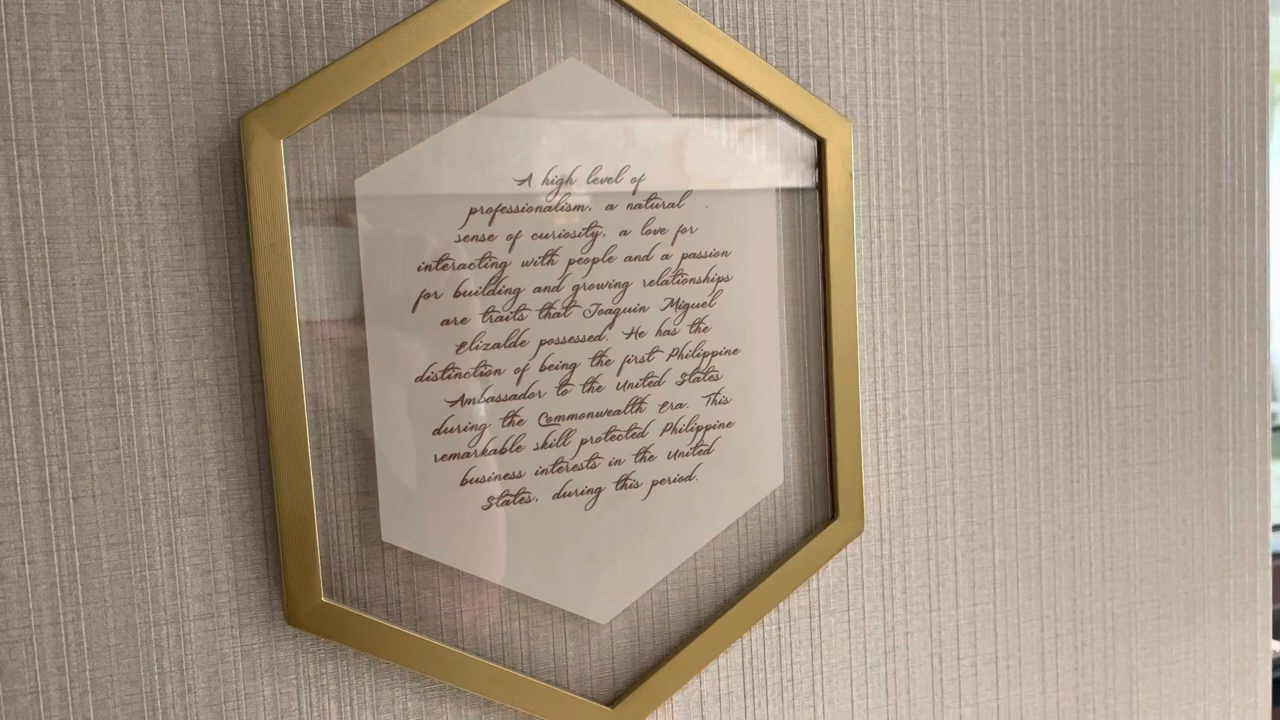 A high level of
professionalism, a natural
sense of curiosity, a love for
interacting with people and a passion
for building and growing relationships
are traits that Joaquin Miguel
Elizalde possessed. He has the
distinction of being the first Philippine
Ambassador to the United States
during the Commonwealth Era. This
remarkable skill protected Philippine
business interests in the United
States, during this period.